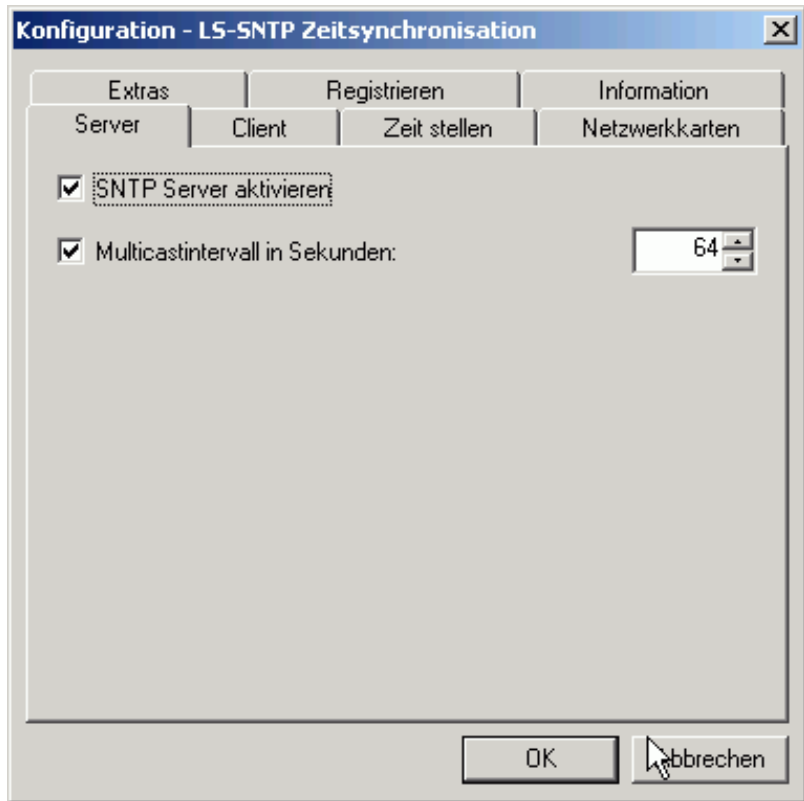 Konfiguration - LS-SNTP Zeitsynchronisation
Extras Registrieren Information
Server Client Zeit stellen Netzwerkkarten
SNTP Server aktivieren
Multicastintervall in Sekunden: 64
OK Abbrechen